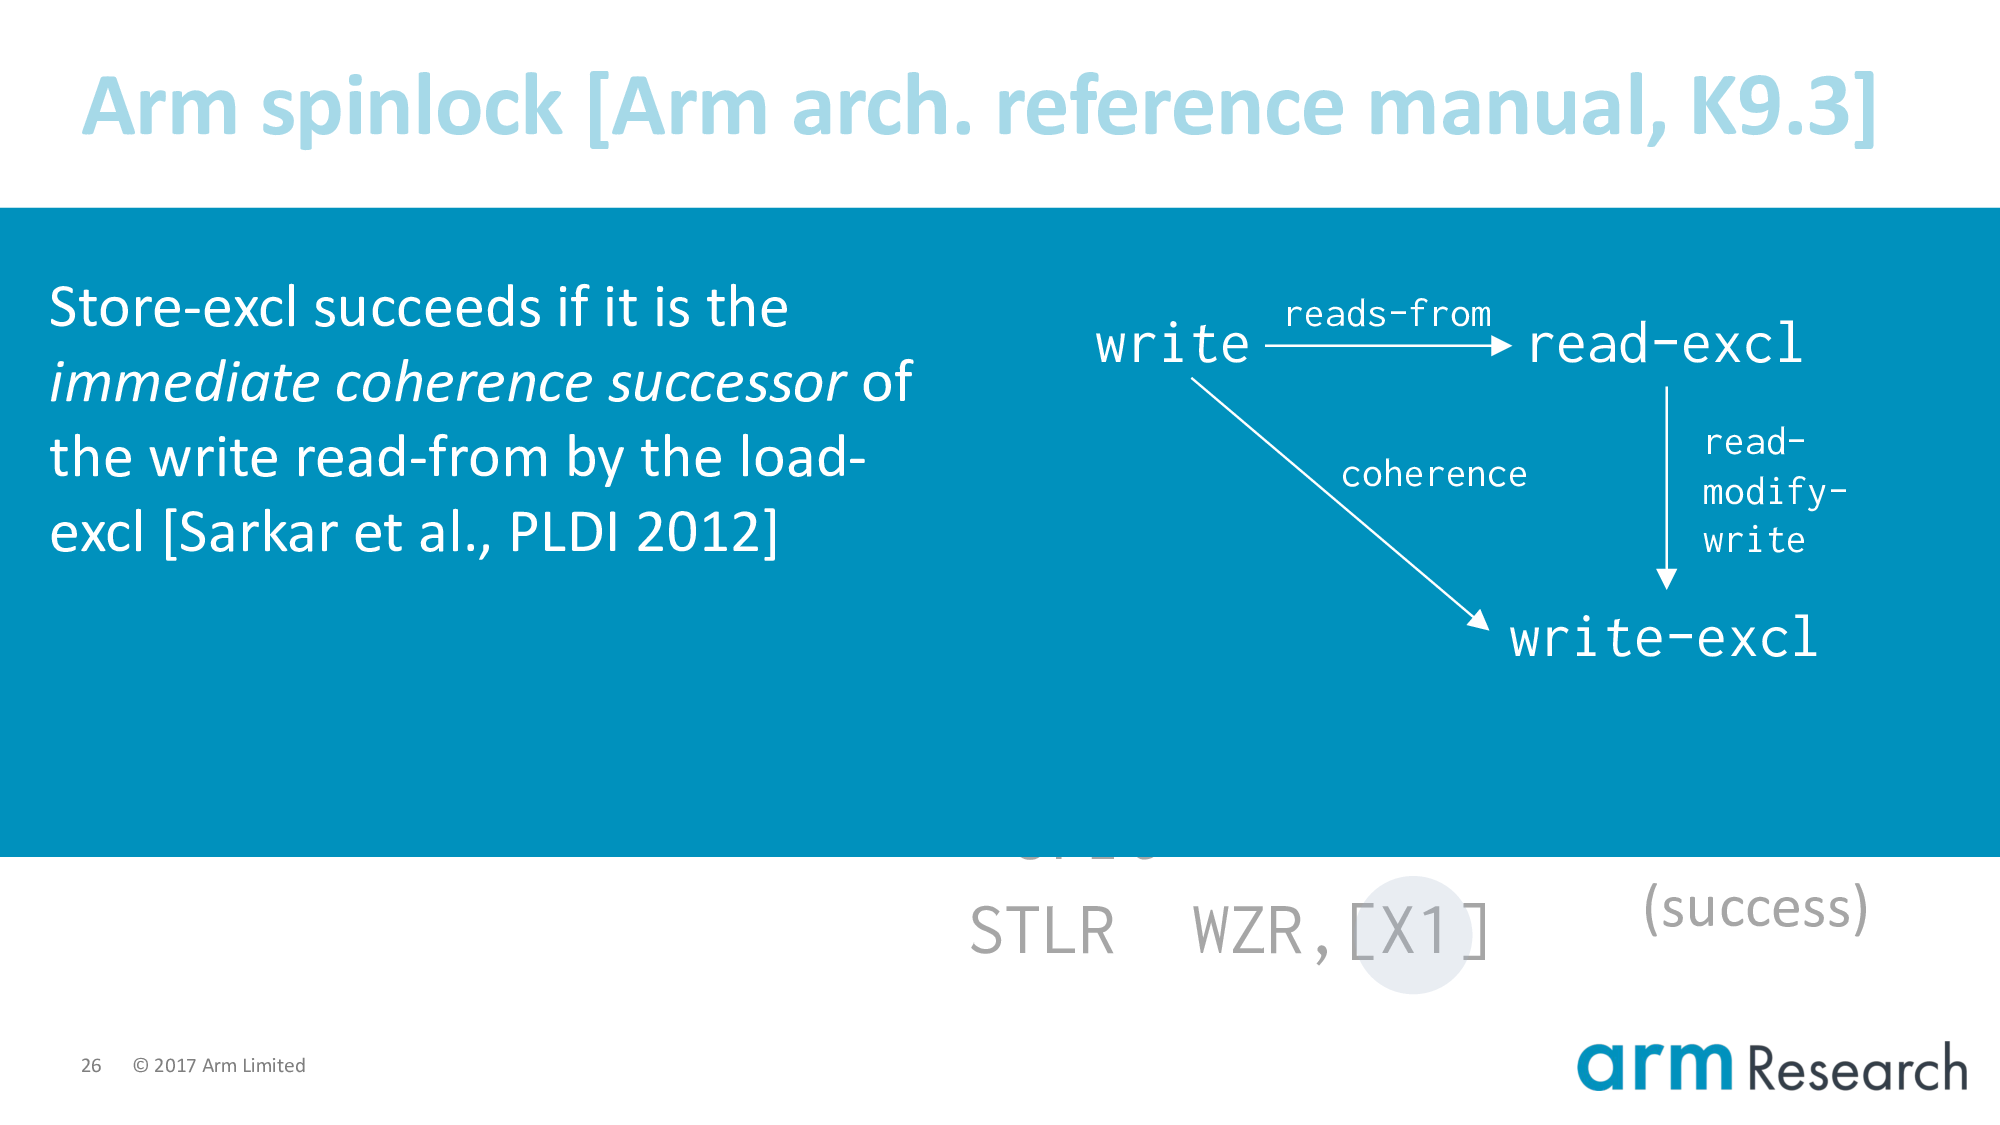 Arm spinlock [Arm arch. reference manual, K9.3]
Store-excl succeeds if it is the
immediate coherence successor of
the write read-from by the load-
excl [Sarkar et al., PLDI 2012]
write
reads-from
read-excl
coherence
read-
modify-
write
write-excl
STLR WZR,[X1]
(success)
26 © 2017 Arm Limited
arm Research